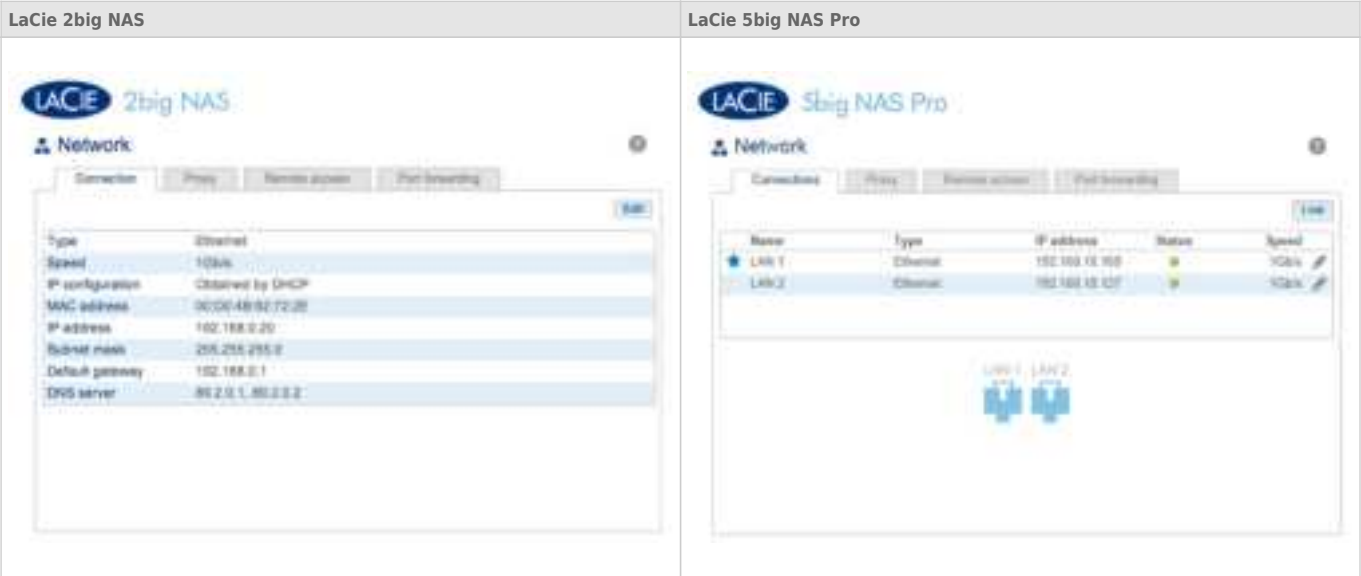 LaCie 2big NAS
LaCie 5big NAS Pro
LACIE 2big NAS
Network
Connection Proxy Remote access Port forwarding
Edit
Type Ethernet
Speed 1Gb/s
IP configuration Obtained by DHCP
MAC address
IP address 192.168.0.20
Subnet mask 255.255.255.0
Default gateway 192.168.0.1
DNS server
LACIE 5big NAS Pro
Network
Connections Proxy Remote access Port forwarding
Name Type IP address Status Speed
LAN 1 Ethernet 1Gb/s
LAN 2 Ethernet 1Gb/s
LAN 1 LAN 2